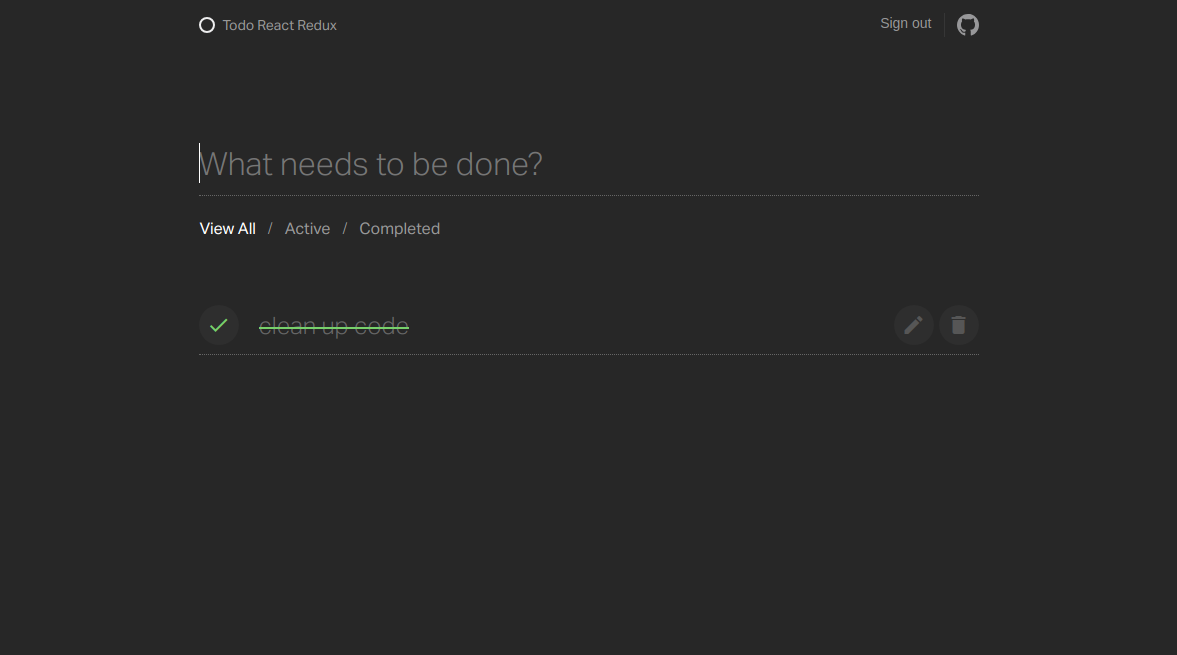 Todo React Redux
Sign out
What needs to be done?
View All / Active / Completed
clean up code